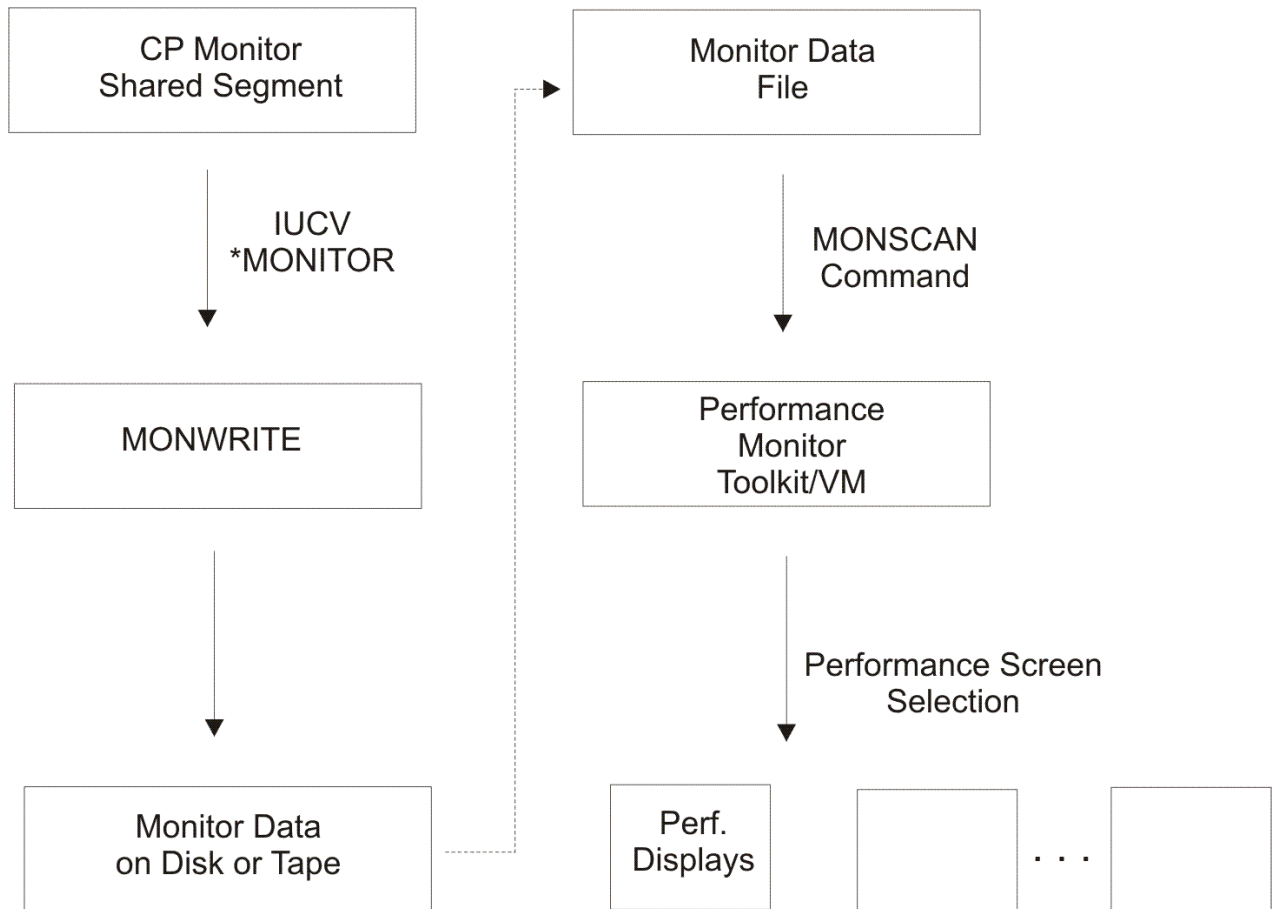 CP Monitor
Shared Segment
IUCV
*MONITOR
MONWRITE
Monitor Data
on Disk or Tape
Monitor Data
File
MONSCAN
Command
Performance
Monitor
Toolkit/VM
Performance Screen
Selection
Perf.
Displays
. . .